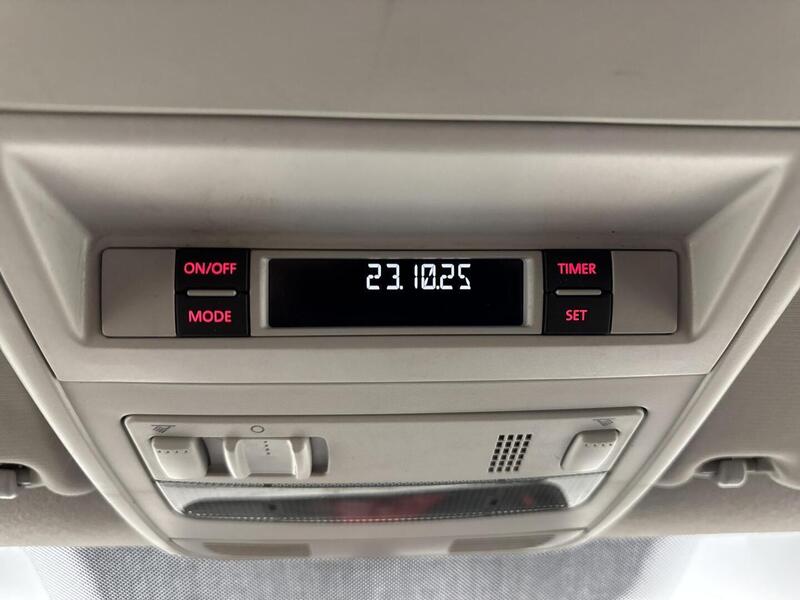 ON/OFF
MODE
23.10.25
TIMER
SET